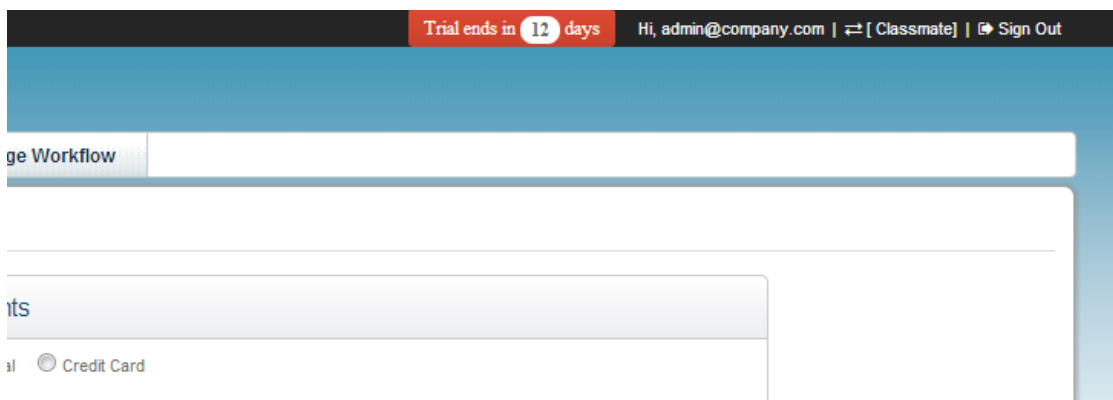 Trial ends in 12 days Hi, admin@company.com | ⇄ [ Classmate] | Sign Out
ge Workflow
nts
al Credit Card